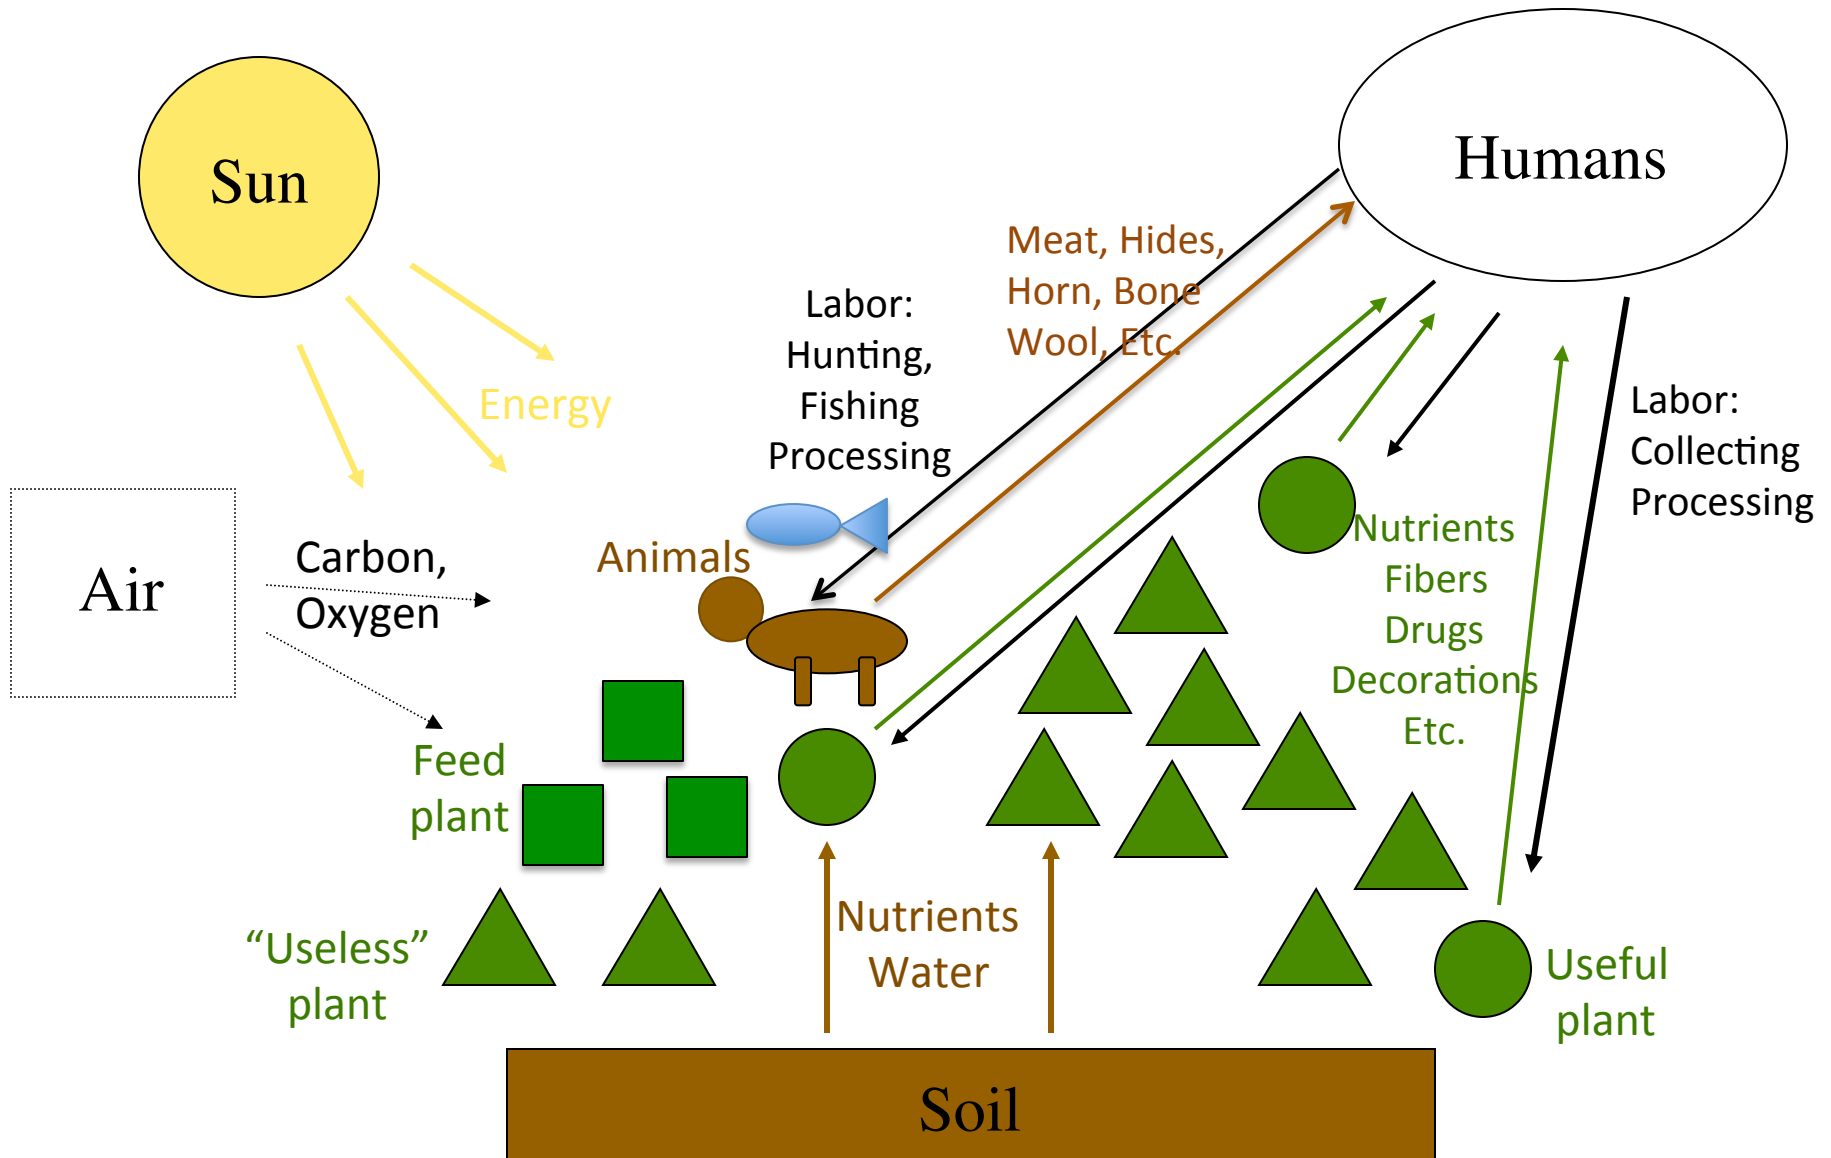 Sun
Humans
Meat, Hides,
Horn, Bone
Wool, Etc.
Labor:
Hunting,
Fishing
Processing
Energy
Labor:
Collecting
Processing
Air
Carbon,
Oxygen
Animals
Nutrients
Fibers
Drugs
Decorations
Etc.
Feed
plant
Nutrients
Water
“Useless”
plant
Useful
plant
Soil